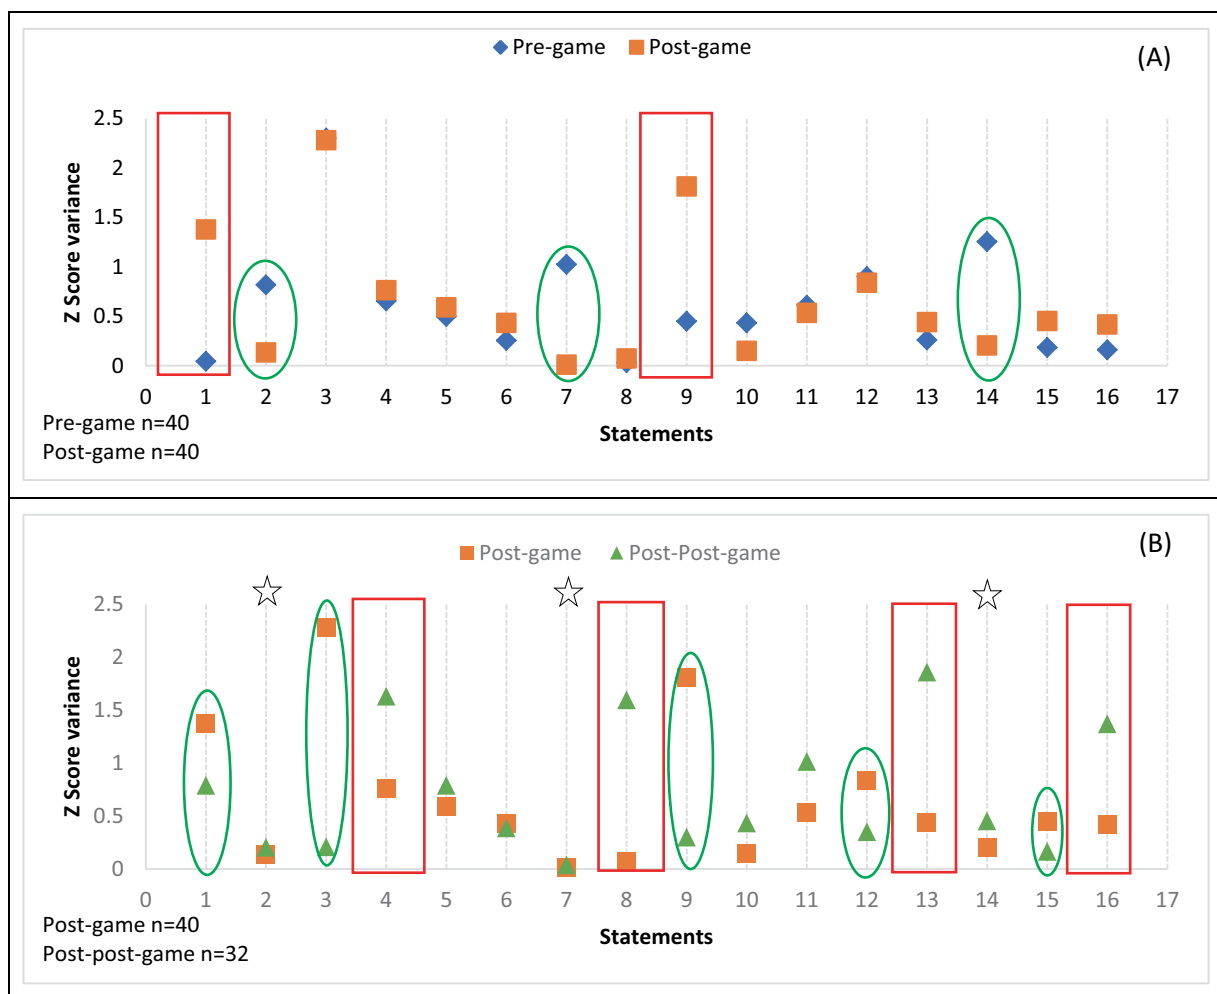 Pre-game Post-game
(A)
Z Score variance
2.5
2
1.5
1
0.5
0
0 1 2 3 4 5 6 7 8 9 10 11 12 13 14 15 16 17
Statements
Pre-game n=40
Post-game n=40
Post-game Post-Post-game
(B)
Z Score variance
2.5
2
1.5
1
0.5
0
0 1 2 3 4 5 6 7 8 9 10 11 12 13 14 15 16 17
Statements
Post-game n=40
Post-post-game n=32